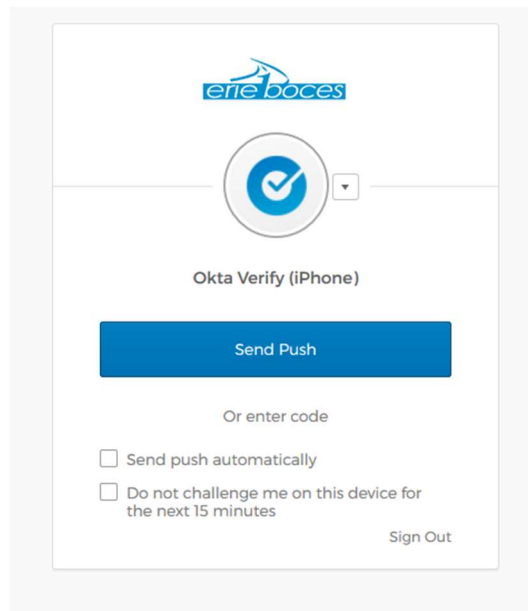 erie 1 boces
Okta Verify (iPhone)
Send Push
Or enter code
Send push automatically
Do not challenge me on this device for
the next 15 minutes
Sign Out